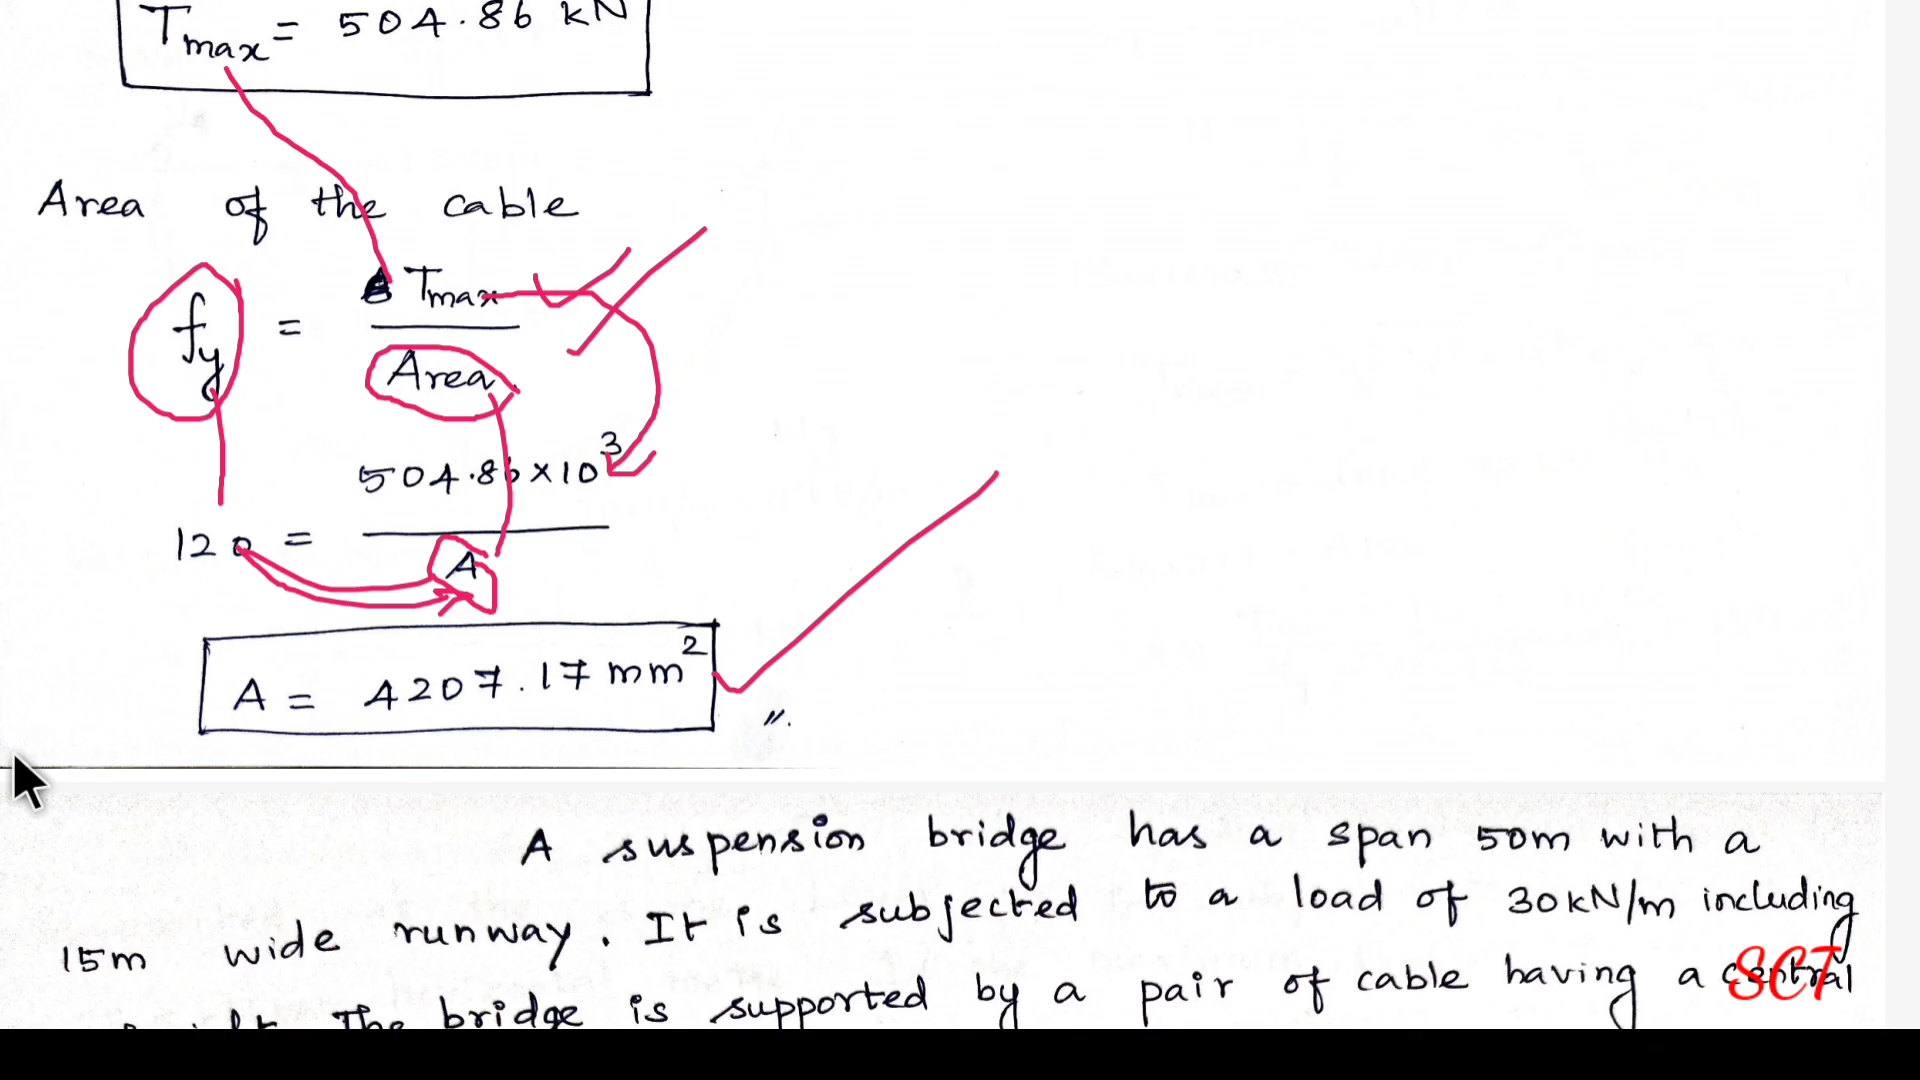 Tmax = 504.86 kN
Area of the cable
fy = Tmax / Area
120 = 504.86 × 10³ / A
A = 4207.17 mm²
A suspension bridge has a span 50m with a
15m wide runway. It is subjected to a load of 30kN/m including
The bridge is supported by a pair of cable having a central
SCT